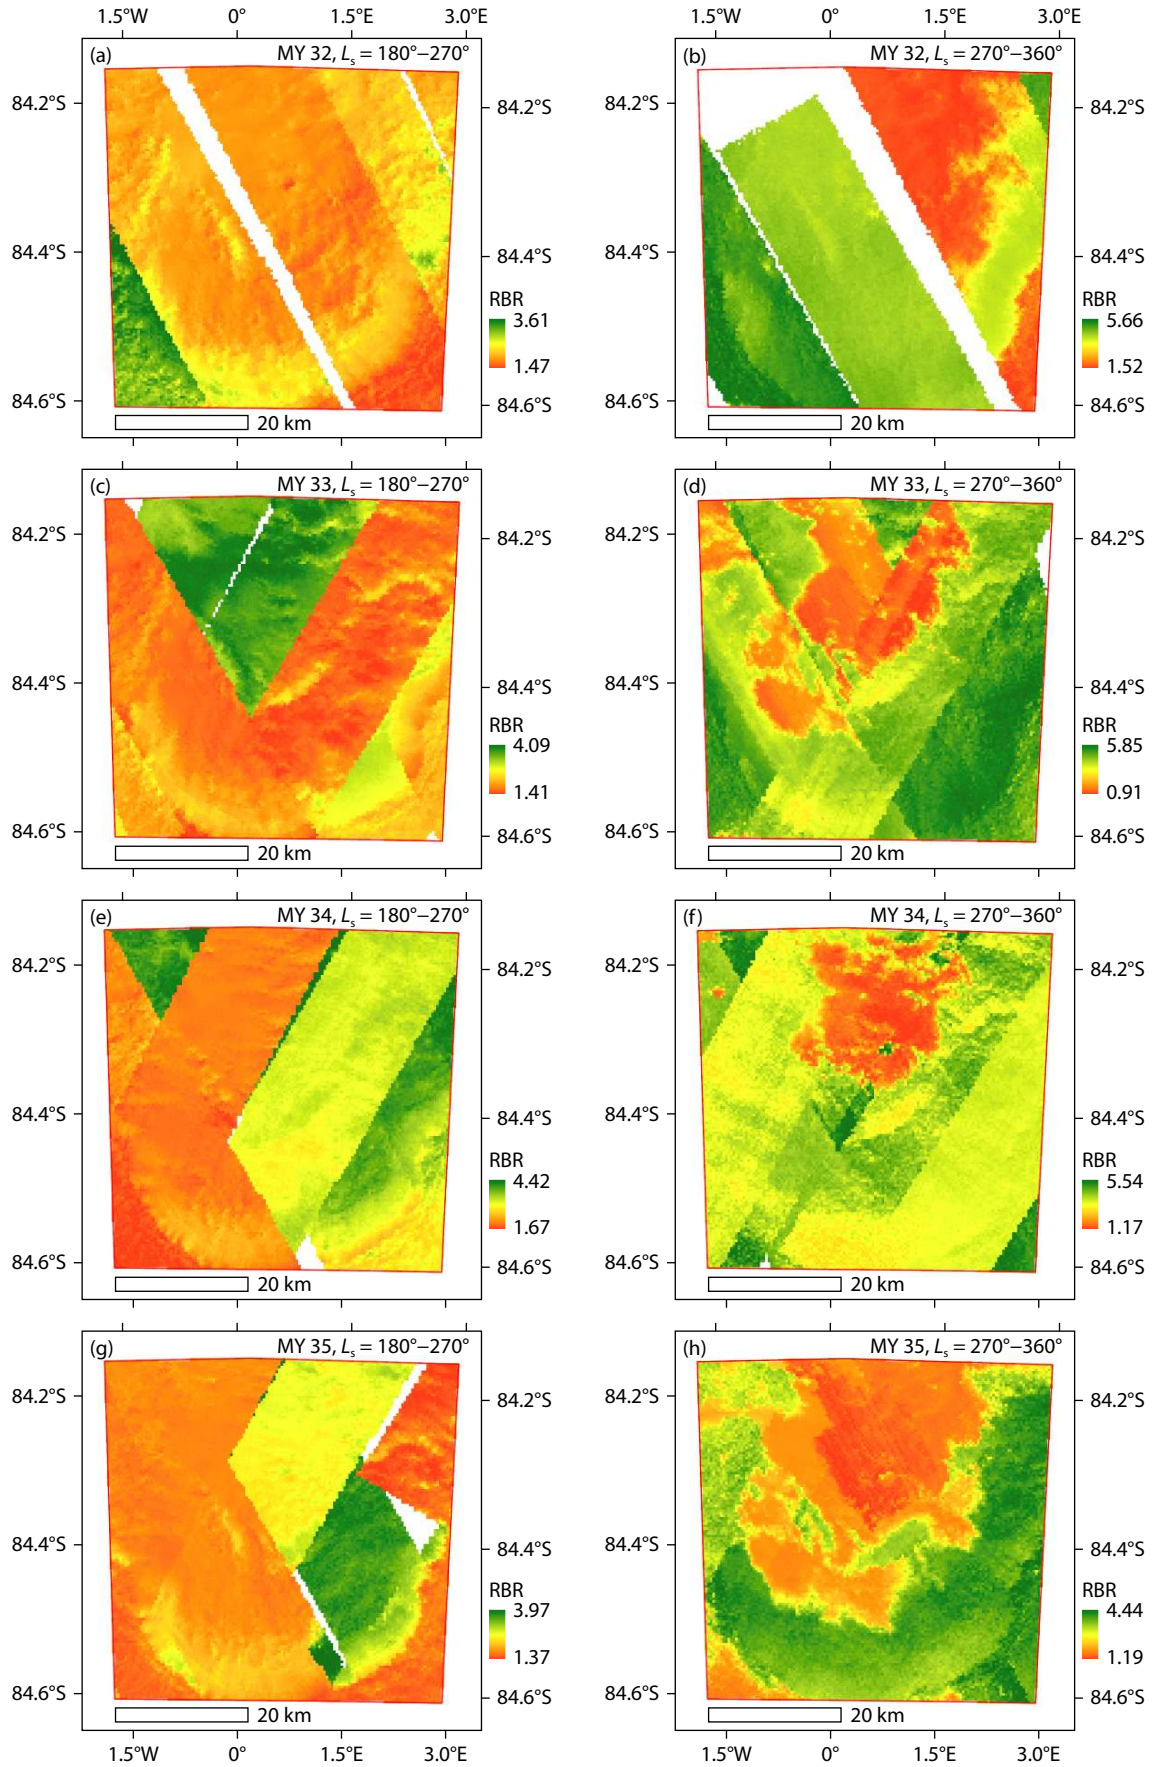 1.5°W 0° 1.5°E 3.0°E 1.5°W 0° 1.5°E 3.0°E
(a) MY 32, Ls = 180°−270°
84.2°S 84.2°S
84.4°S 84.4°S
RBR
3.61
1.47
84.6°S 84.6°S
20 km
(b) MY 32, Ls = 270°−360°
84.2°S
84.4°S
RBR
5.66
1.52
84.6°S
20 km
(c) MY 33, Ls = 180°−270°
84.2°S 84.2°S
84.4°S 84.4°S
RBR
4.09
1.41
84.6°S 84.6°S
20 km
(d) MY 33, Ls = 270°−360°
84.2°S 84.2°S
84.4°S 84.4°S
RBR
5.85
0.91
84.6°S 84.6°S
20 km
(e) MY 34, Ls = 180°−270°
84.2°S 84.2°S
84.4°S 84.4°S
RBR
4.42
1.67
84.6°S 84.6°S
20 km
(f) MY 34, Ls = 270°−360°
84.2°S 84.2°S
84.4°S 84.4°S
RBR
5.54
1.17
84.6°S 84.6°S
20 km
(g) MY 35, Ls = 180°−270°
84.2°S 84.2°S
84.4°S 84.4°S
RBR
3.97
1.37
84.6°S 84.6°S
20 km
(h) MY 35, Ls = 270°−360°
84.2°S 84.2°S
84.4°S 84.4°S
RBR
4.44
1.19
84.6°S 84.6°S
20 km
1.5°W 0° 1.5°E 3.0°E 1.5°W 0° 1.5°E 3.0°E